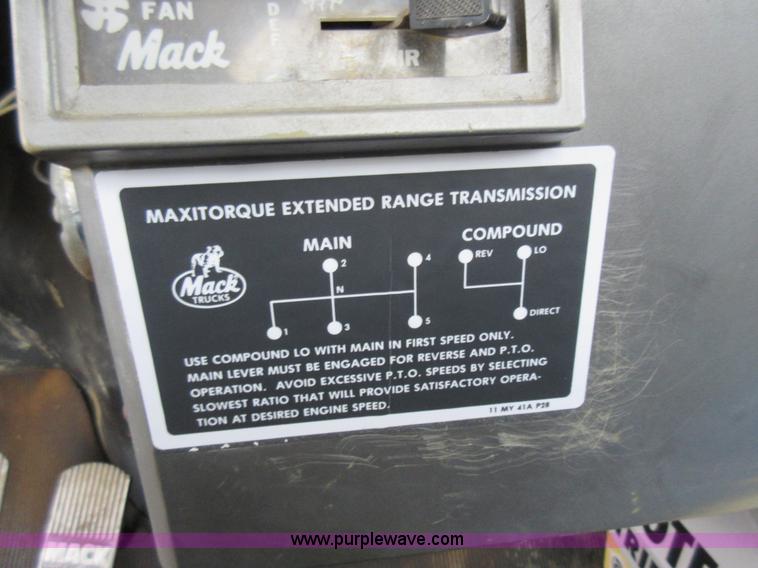 FAN
Mack
AIR
MAXITORQUE EXTENDED RANGE TRANSMISSION
MAIN
COMPOUND
2
4
REV
LO
N
Mack
TRUCKS
DIRECT
1
3
5
USE COMPOUND LO WITH MAIN IN FIRST SPEED ONLY.
MAIN LEVER MUST BE ENGAGED FOR REVERSE AND P.T.O.
OPERATION. AVOID EXCESSIVE P.T.O. SPEEDS BY SELECTING
SLOWEST RATIO THAT WILL PROVIDE SATISFACTORY OPERA-
TION AT DESIRED ENGINE SPEED.
11 MY 41A P2B
MACK
www.purplewave.com